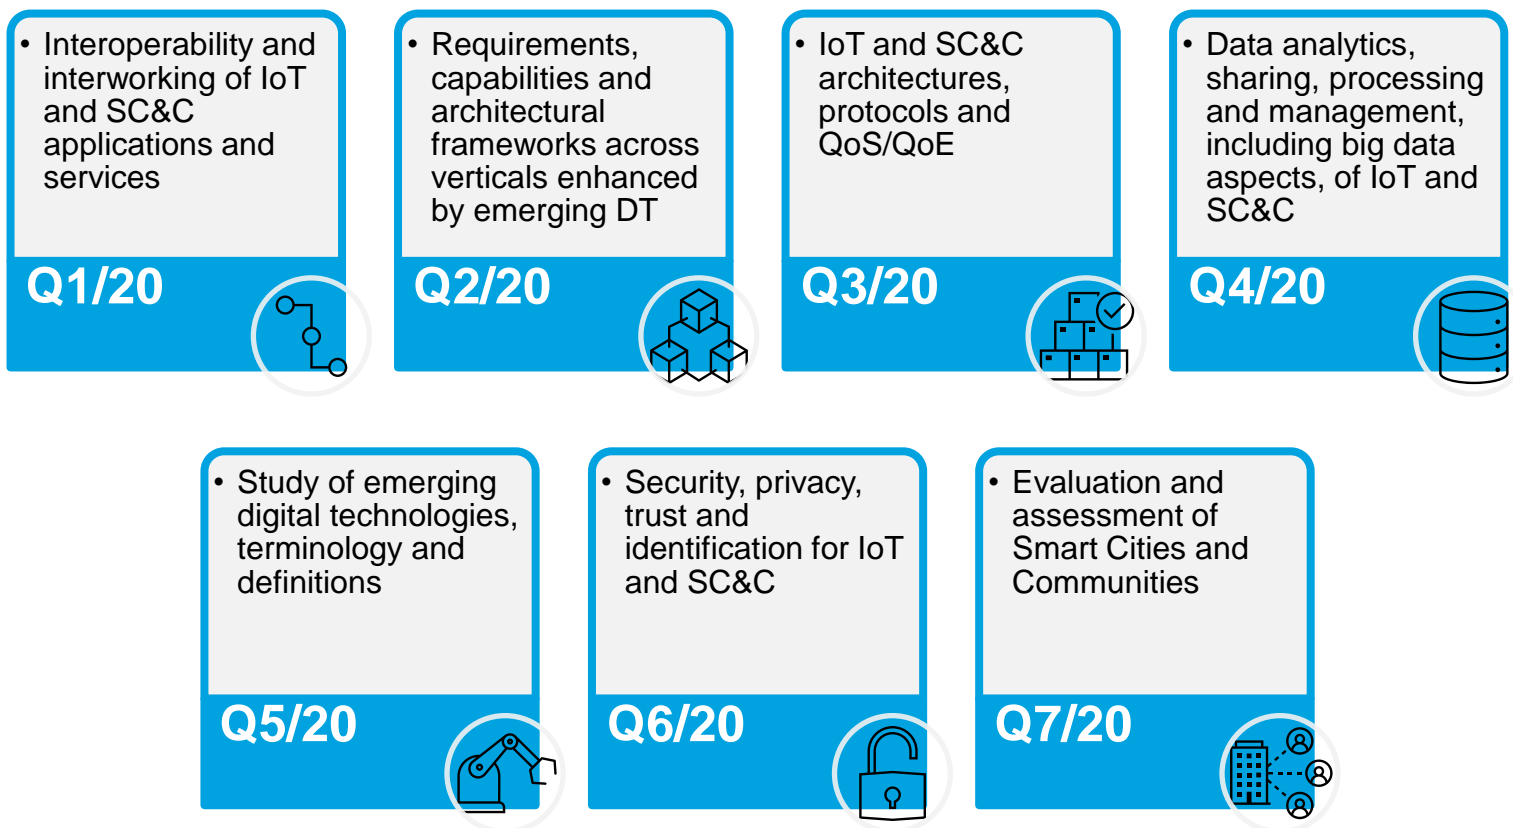 • Interoperability and
interworking of IoT
and SC&C
applications and
services
Q1/20
• Requirements,
capabilities and
architectural
frameworks across
verticals enhanced
by emerging DT
Q2/20
• IoT and SC&C
architectures,
protocols and
QoS/QoE
Q3/20
• Data analytics,
sharing, processing
and management,
including big data
aspects, of IoT and
SC&C
Q4/20
• Study of emerging
digital technologies,
terminology and
definitions
Q5/20
• Security, privacy,
trust and
identification for IoT
and SC&C
Q6/20
• Evaluation and
assessment of
Smart Cities and
Communities
Q7/20